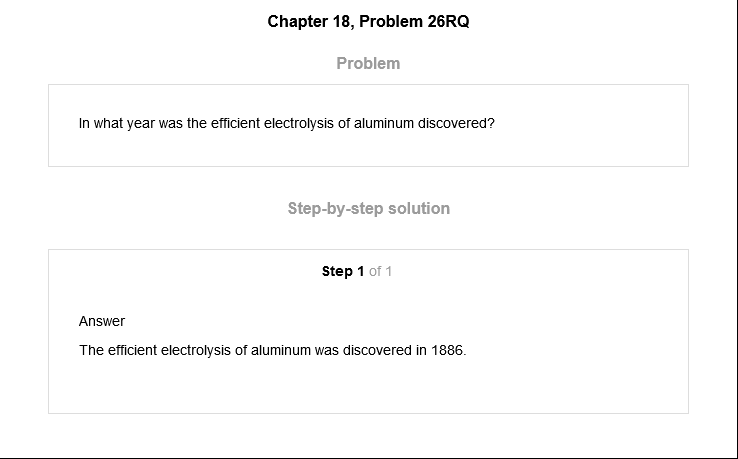 Chapter 18, Problem 26RQ
Problem
In what year was the efficient electrolysis of aluminum discovered?
Step-by-step solution
Step 1 of 1
Answer
The efficient electrolysis of aluminum was discovered in 1886.